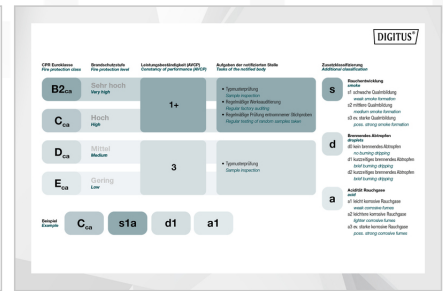 DIGITUS®
CPR Euroklasse
Fire protection class
Brandschutzstufe
Fire protection level
Leistungsbeständigkeit (AVCP)
Constancy of performance (AVCP)
Aufgaben der notifizierten Stelle
Tasks of the notified body
Zusatzklassifizierung
Additional classification
B2ca
Sehr hoch
Very high
Cca
Hoch
High
1+
• Typmusterprüfung
Sample inspection
• Regelmäßige Werksauditierung
Regular factory auditing
• Regelmäßige Prüfung entnommener Stichproben
Regular testing of random samples taken
Dca
Mittel
Medium
Eca
Gering
Low
3
• Typmusterprüfung
Sample inspection
s
Rauchentwicklung
smoke
s1 schwache Qualmbildung
weak smoke formation
s2 mittlere Qualmbildung
medium smoke formation
s3 ev. starke Qualmbildung
poss. strong smoke formation
d
Brennendes Abtropfen
droplets
d0 kein brennendes Abtropfen
no burning dripping
d1 kurzzeitiges brennendes Abtropfen
brief burning dripping
d2 kurzzeitiges brennendes Abtropfen
brief burning dripping
a
Acidität Rauchgase
acid
a1 leicht korrosive Rauchgase
weak corrosive fumes
a2 leichtere korrosive Rauchgase
lighter corrosive fumes
a3 ev. starke korrosive Rauchgase
poss. strong corrosive fumes
Beispiel
Example
Cca
s1a
d1
a1